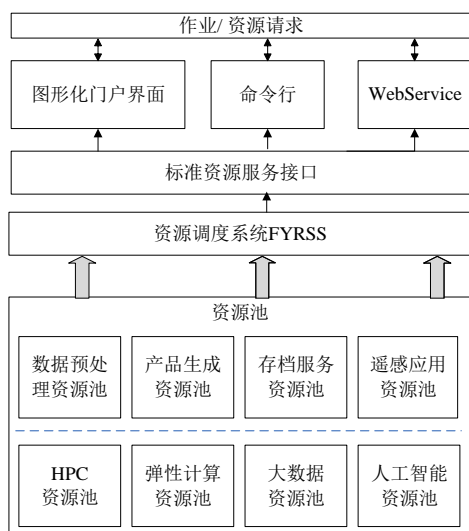 作业/ 资源请求
图形化门户界面
命令行
WebService
标准资源服务接口
资源调度系统FYRSS
资源池
数据预处
理资源池
产品生成
资源池
存档服务
资源池
遥感应用
资源池
HPC
资源池
弹性计算
资源池
大数据
资源池
人工智能
资源池